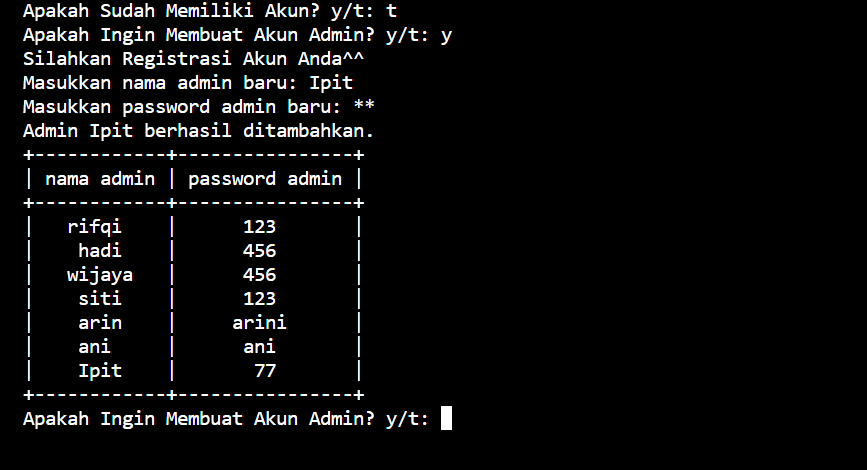 Apakah Sudah Memiliki Akun? y/t: t
Apakah Ingin Membuat Akun Admin? y/t: y
Silahkan Registrasi Akun Anda^^
Masukkan nama admin baru: Ipit
Masukkan password admin baru: **
Admin Ipit berhasil ditambahkan.
+------------+----------------+
| nama admin | password admin |
+------------+----------------+
|   rifqi    |      123       |
|    hadi    |      456       |
|   wijaya   |      456       |
|    siti    |      123       |
|    arin    |     arini      |
|    ani     |      ani       |
|    Ipit    |       77       |
+------------+----------------+
Apakah Ingin Membuat Akun Admin? y/t: